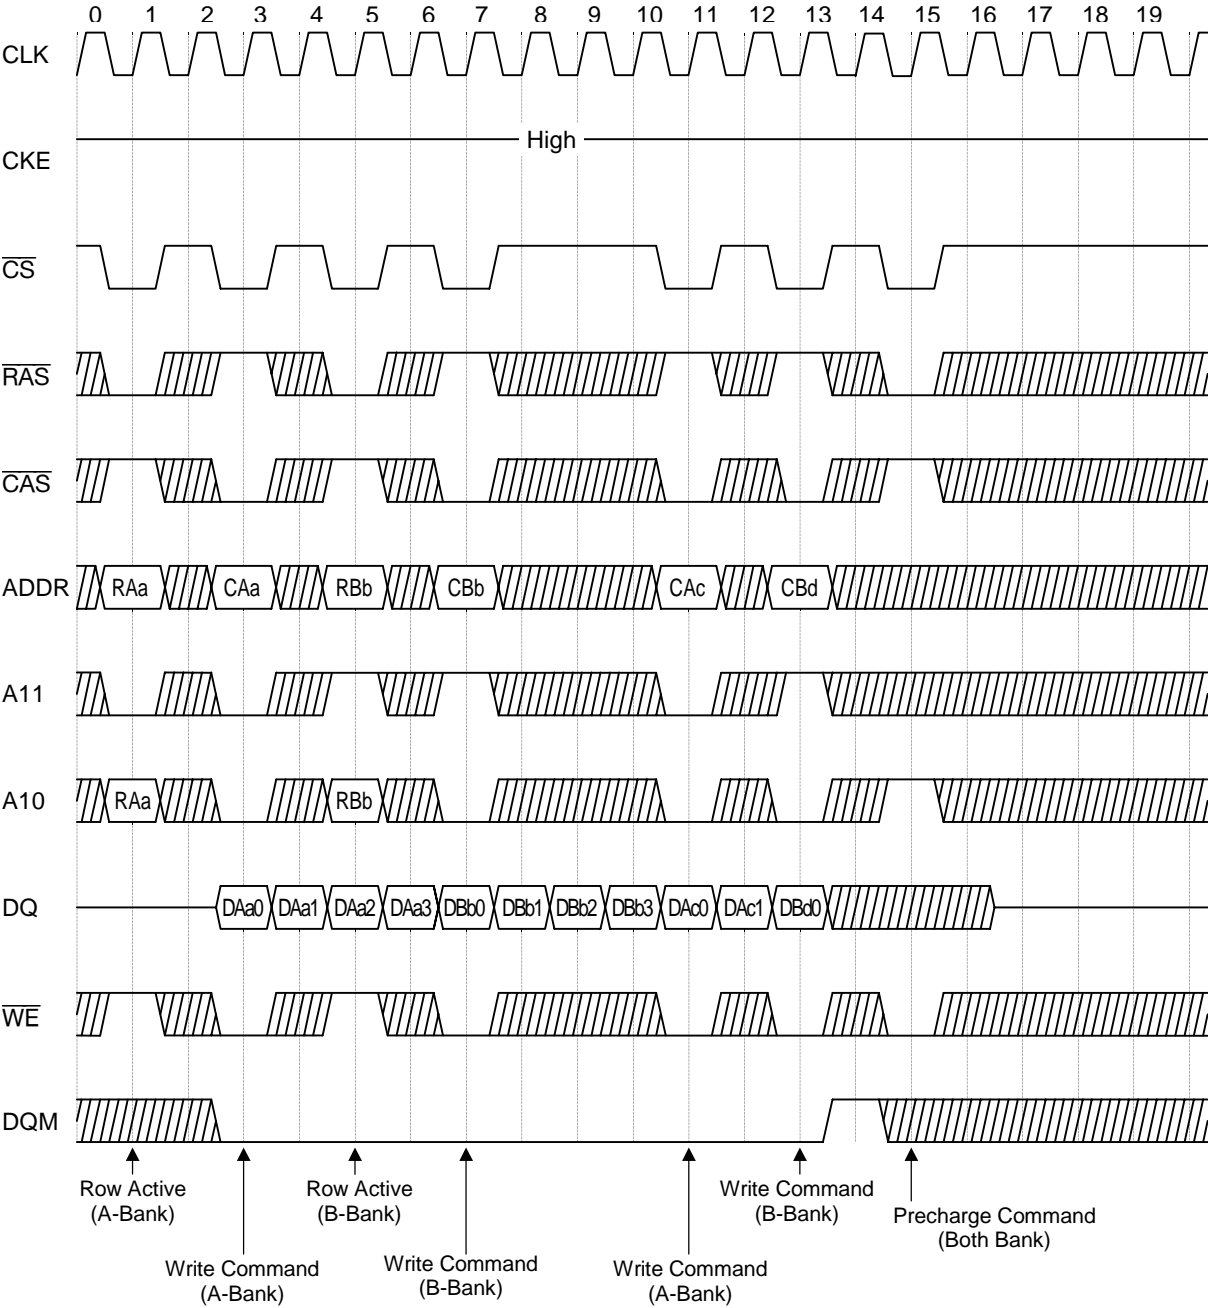 0 1 2 3 4 5 6 7 8 9 10 11 12 13 14 15 16 17 18 19
CLK
High
CKE
CS
RAS
CAS
ADDR RAa CAa RBb CBb CAc CBd
A11
A10 RAa RBb
DQ DAa0 DAa1 DAa2 DAa3 DBb0 DBb1 DBb2 DBb3 DAc0 DAc1 DBd0
WE
DQM
Row Active
(A-Bank)
Row Active
(B-Bank)
Write Command
(B-Bank)
Precharge Command
(Both Bank)
Write Command
(A-Bank)
Write Command
(B-Bank)
Write Command
(A-Bank)